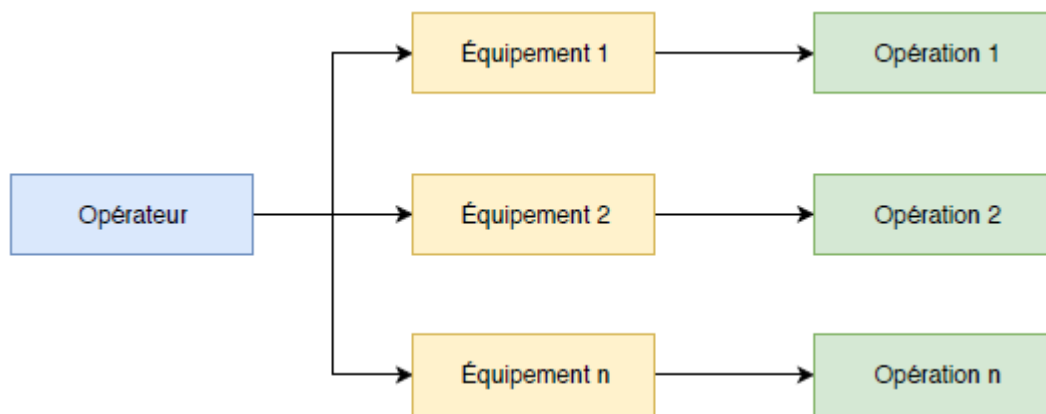 Équipement 1
Opération 1
Opérateur
Équipement 2
Opération 2
Équipement n
Opération n